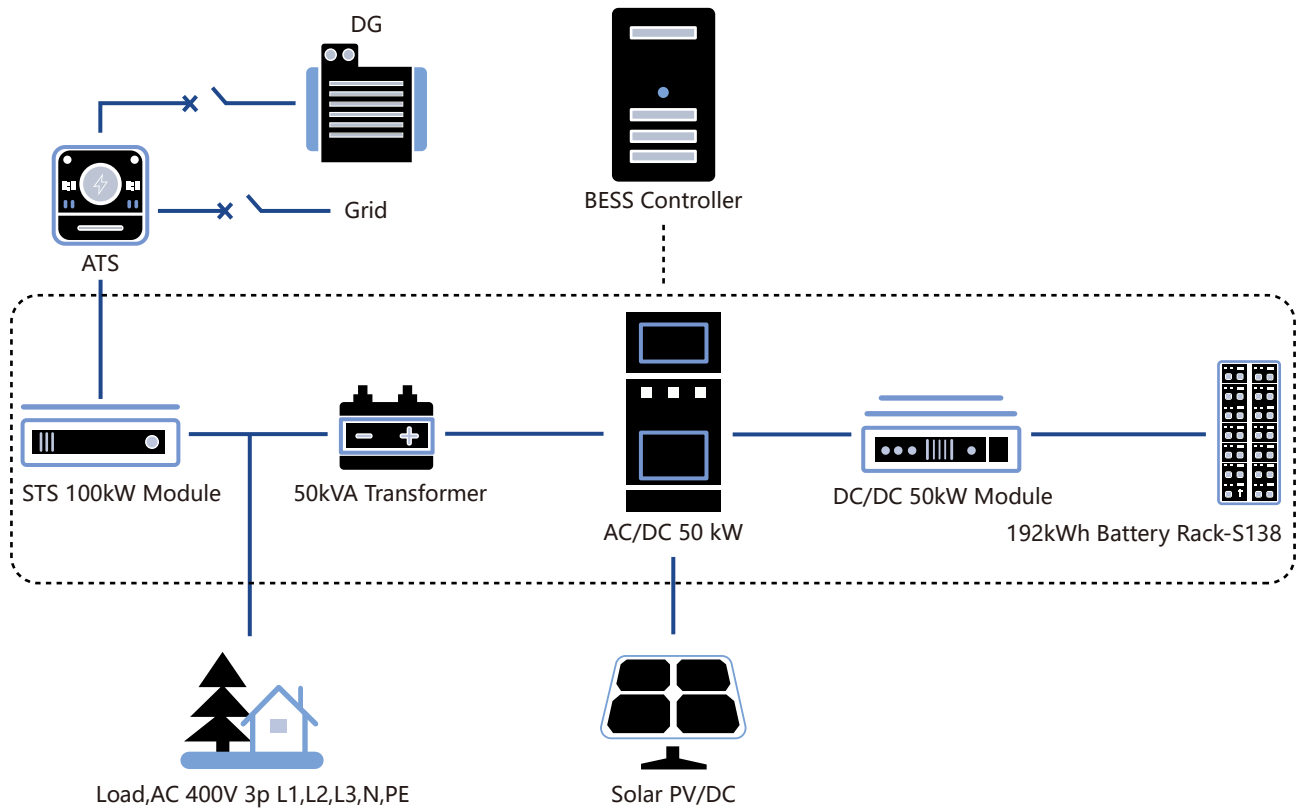 DG
BESS Controller
Grid
ATS
STS 100kW Module
50kVA Transformer
AC/DC 50 kW
DC/DC 50kW Module
192kWh Battery Rack-S138
Load,AC 400V 3p L1,L2,L3,N,PE
Solar PV/DC